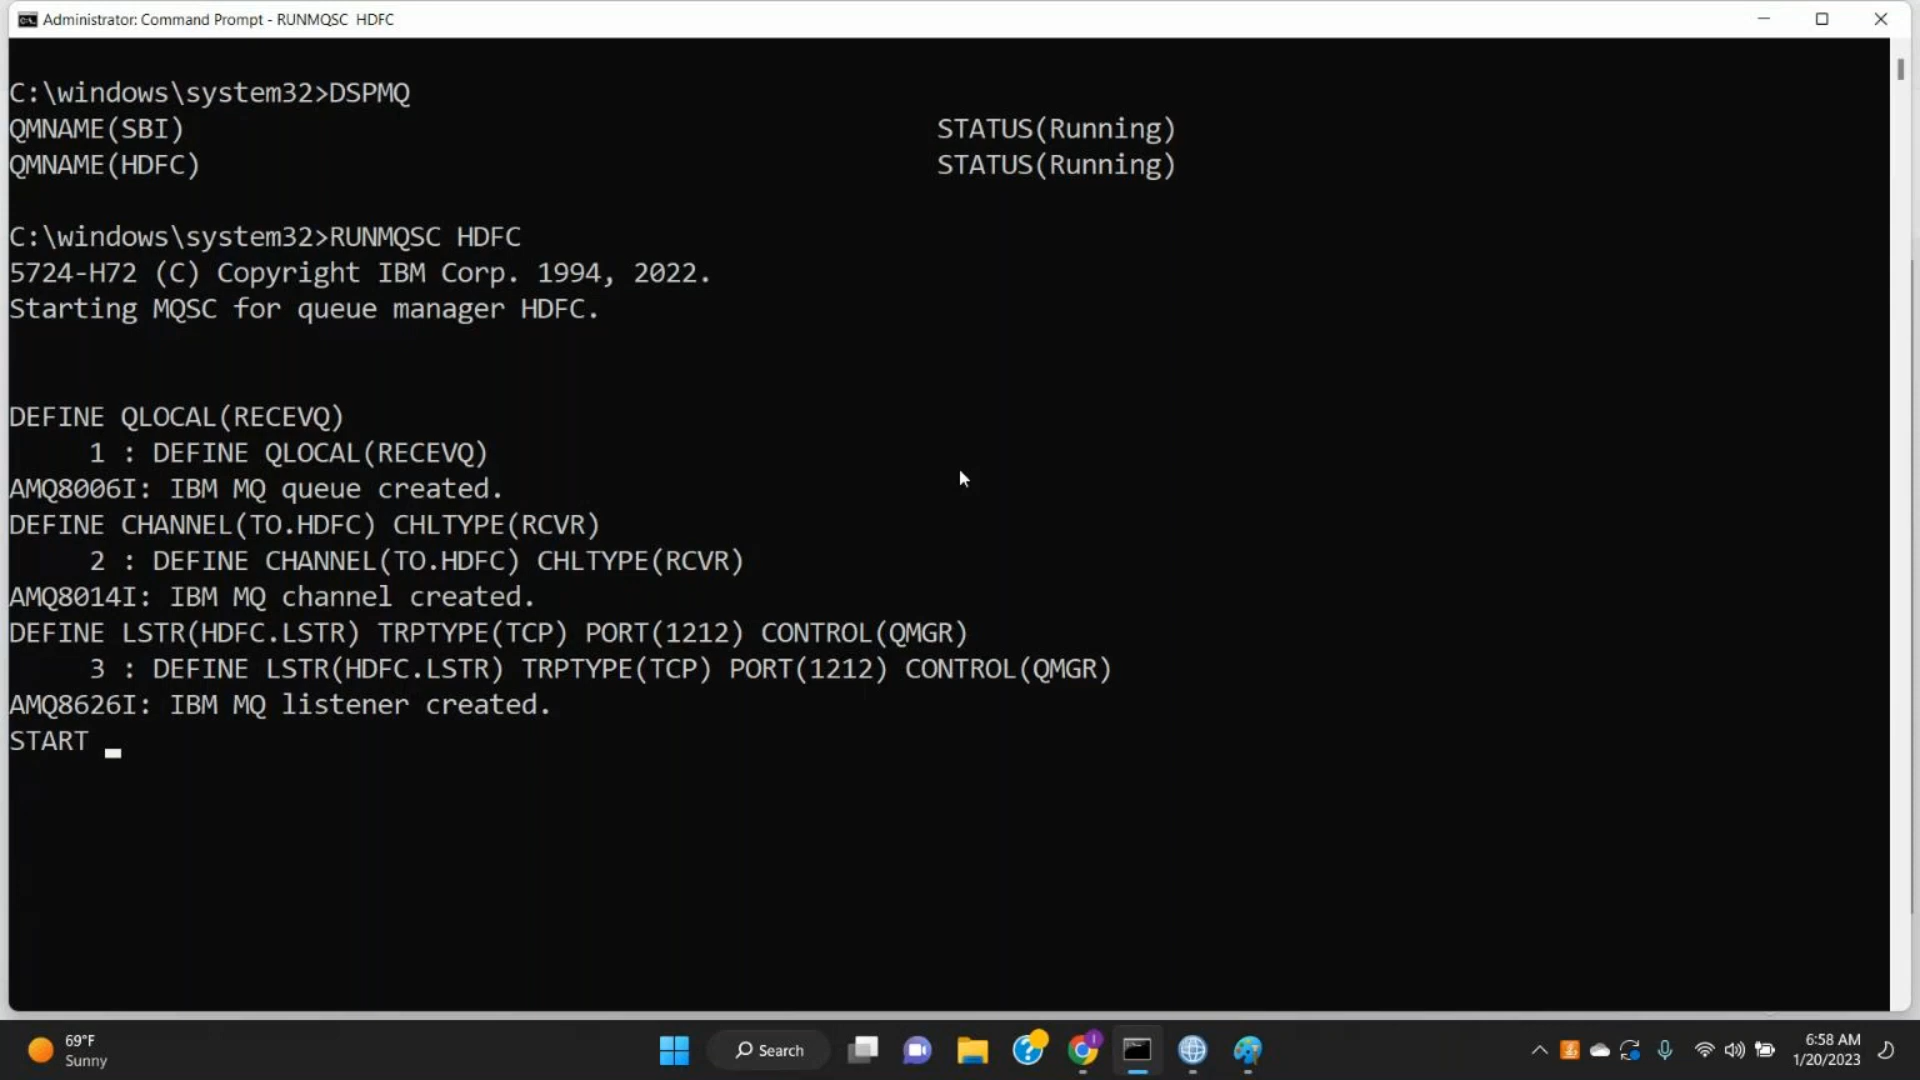 Administrator: Command Prompt - RUNMQSC HDFC
C:\windows\system32>DSPMQ
QMNAME(SBI) STATUS(Running)
QMNAME(HDFC) STATUS(Running)
C:\windows\system32>RUNMQSC HDFC
5724-H72 (C) Copyright IBM Corp. 1994, 2022.
Starting MQSC for queue manager HDFC.
DEFINE QLOCAL(RECEVQ)
1 : DEFINE QLOCAL(RECEVQ)
AMQ8006I: IBM MQ queue created.
DEFINE CHANNEL(TO.HDFC) CHLTYPE(RCVR)
2 : DEFINE CHANNEL(TO.HDFC) CHLTYPE(RCVR)
AMQ8014I: IBM MQ channel created.
DEFINE LSTR(HDFC.LSTR) TRPTYPE(TCP) PORT(1212) CONTROL(QMGR)
3 : DEFINE LSTR(HDFC.LSTR) TRPTYPE(TCP) PORT(1212) CONTROL(QMGR)
AMQ8626I: IBM MQ listener created.
START
69°F
Sunny
Search
6:58 AM
1/20/2023